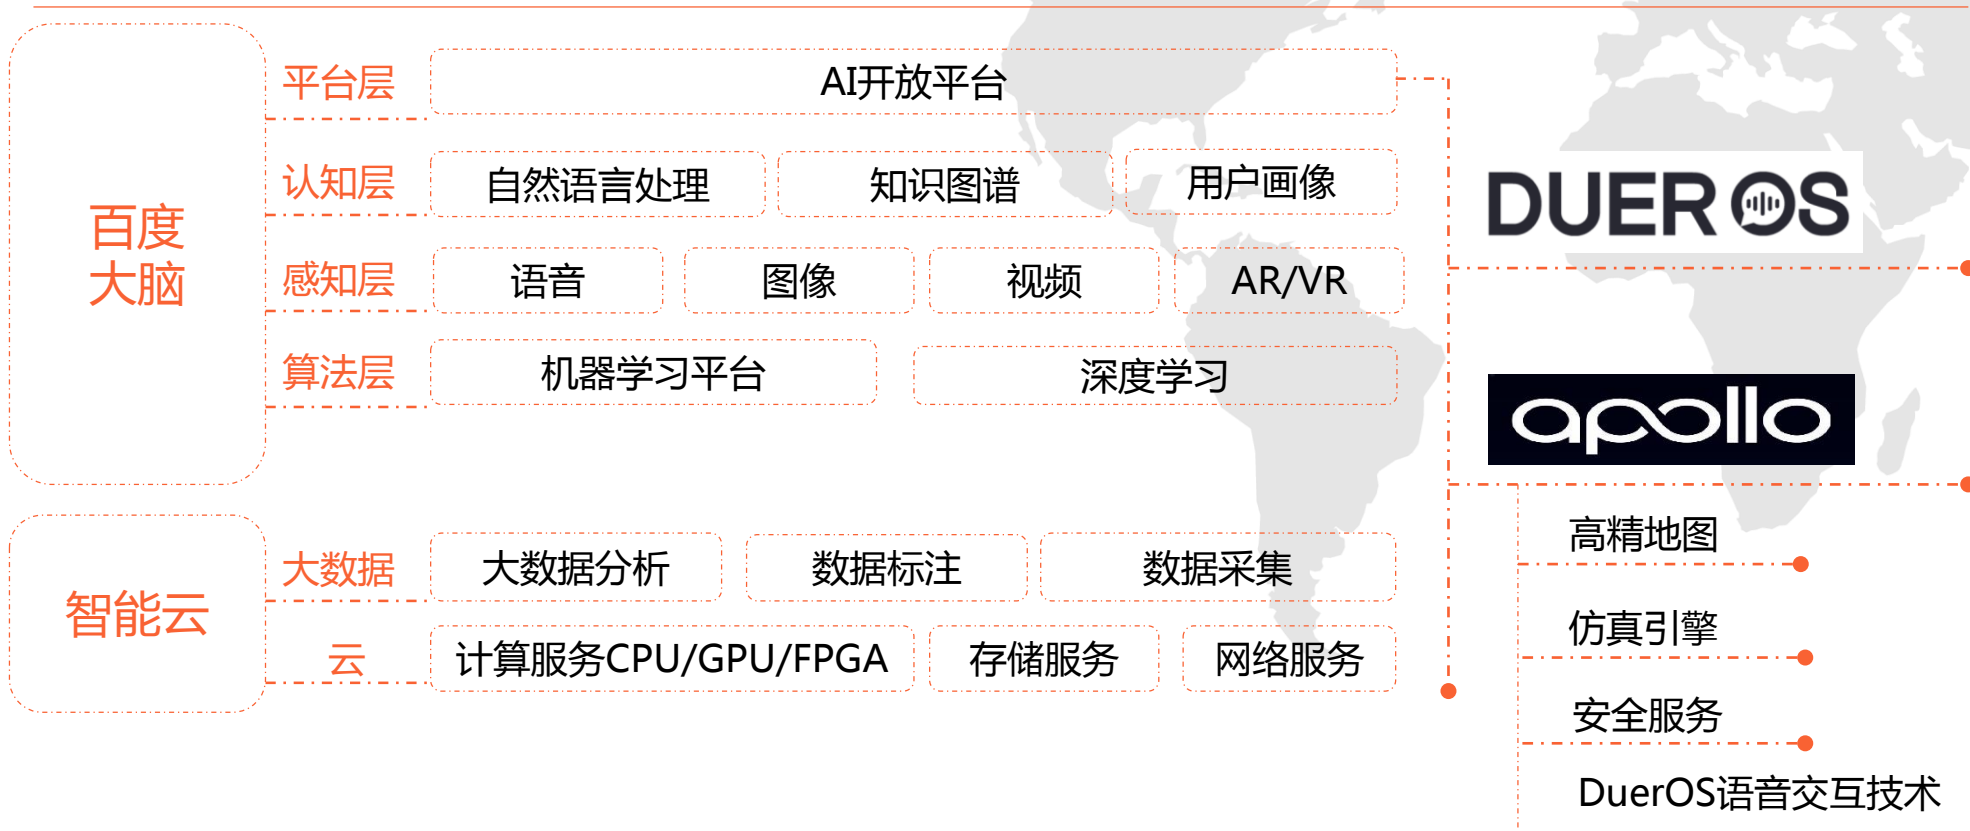 平台层
AI开放平台
认知层
自然语言处理
知识图谱
用户画像
百度
大脑
感知层
语音
图像
视频
AR/VR
算法层
机器学习平台
深度学习
智能云
大数据
大数据分析
数据标注
数据采集
云
计算服务CPU/GPU/FPGA
存储服务
网络服务
DUER OS
apollo
高精地图
仿真引擎
安全服务
DuerOS语音交互技术